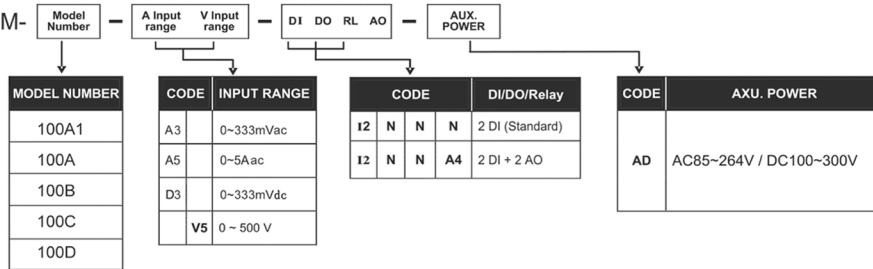 M- Model Number – A Input range V Input range – DI DO RL AO – AUX. POWER
MODEL NUMBER
100A1
100A
100B
100C
100D
CODE INPUT RANGE
A3 0~333mVac
A5 0~5Aac
D3 0~333mVdc
V5 0 ~ 500 V
CODE DI/DO/Relay
I2 N N N 2 DI (Standard)
I2 N N A4 2 DI + 2 AO
CODE AXU. POWER
AD AC85~264V / DC100~300V